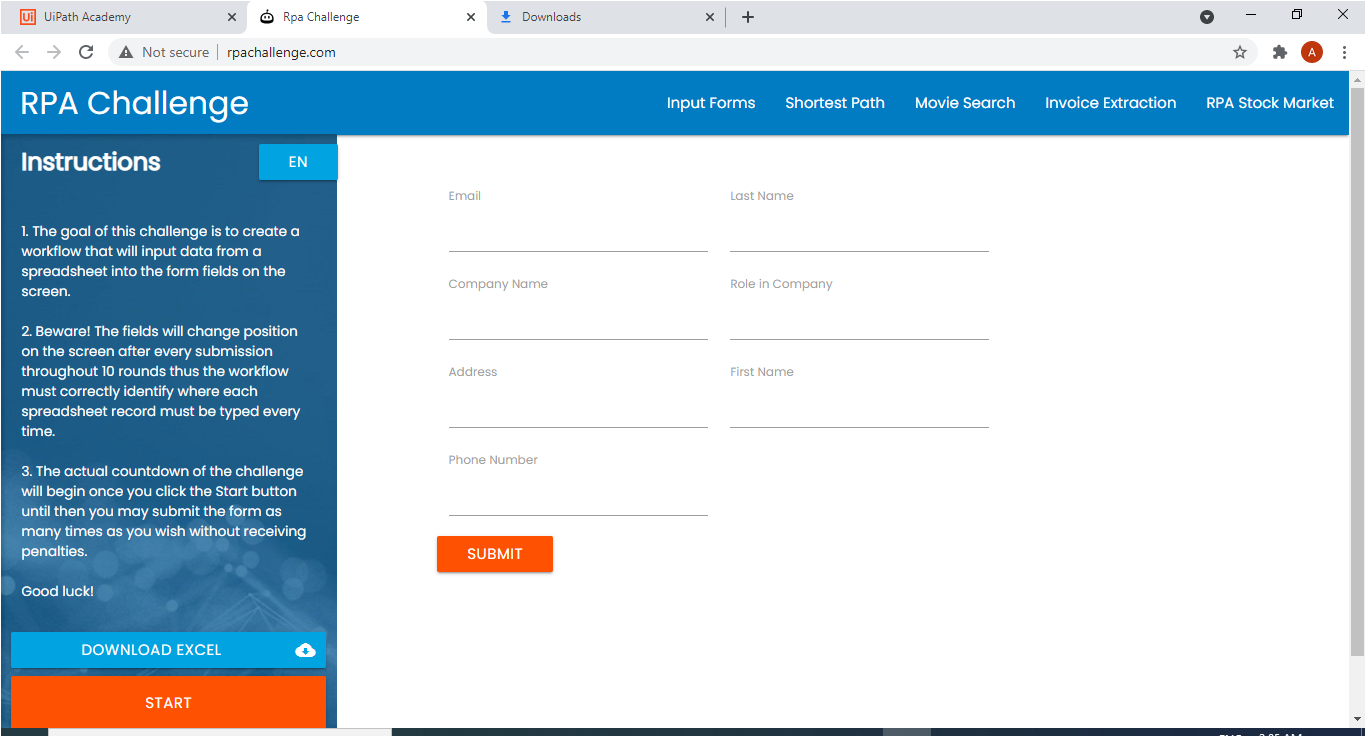 UiPath Academy
Rpa Challenge
Downloads
Not secure
rpachallenge.com
A
RPA Challenge
Input Forms
Shortest Path
Movie Search
Invoice Extraction
RPA Stock Market
Instructions
EN
1. The goal of this challenge is to create a
workflow that will input data from a
spreadsheet into the form fields on the
screen.
2. Beware! The fields will change position
on the screen after every submission
throughout 10 rounds thus the workflow
must correctly identify where each
spreadsheet record must be typed every
time.
3. The actual countdown of the challenge
will begin once you click the Start button
until then you may submit the form as
many times as you wish without receiving
penalties.
Good luck!
DOWNLOAD EXCEL
START
Email
Last Name
Company Name
Role in Company
Address
First Name
Phone Number
SUBMIT